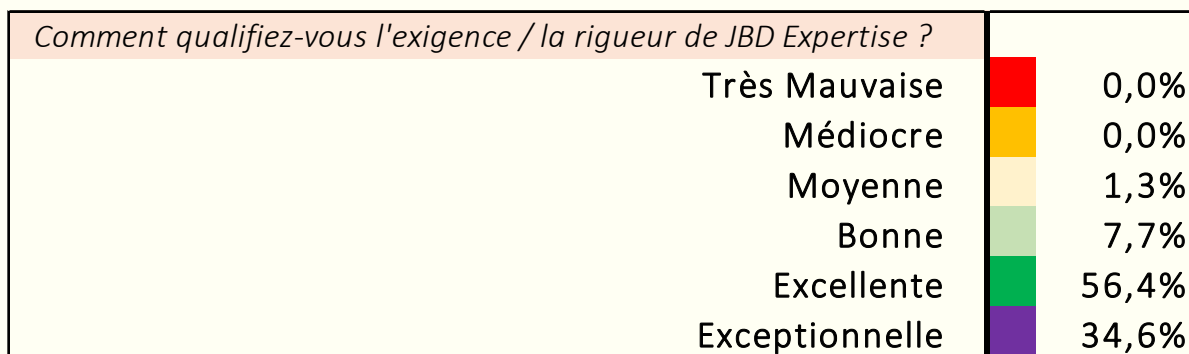 Comment qualifiez-vous l'exigence / la rigueur de JBD Expertise ?
Très Mauvaise 0,0%
Médiocre 0,0%
Moyenne 1,3%
Bonne 7,7%
Excellente 56,4%
Exceptionnelle 34,6%